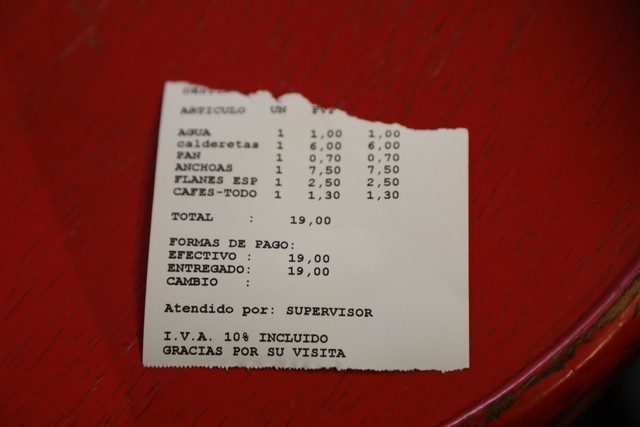 ARTICULO UN PVP
AGUA 1 1,00 1,00
calderetas 1 6,00 6,00
PAN 1 0,70 0,70
ANCHOAS 1 7,50 7,50
FLANES ESP 1 2,50 2,50
CAFES-TODO 1 1,30 1,30
TOTAL : 19,00
FORMAS DE PAGO:
EFECTIVO : 19,00
ENTREGADO: 19,00
CAMBIO :
Atendido por: SUPERVISOR
I.V.A. 10% INCLUIDO
GRACIAS POR SU VISITA